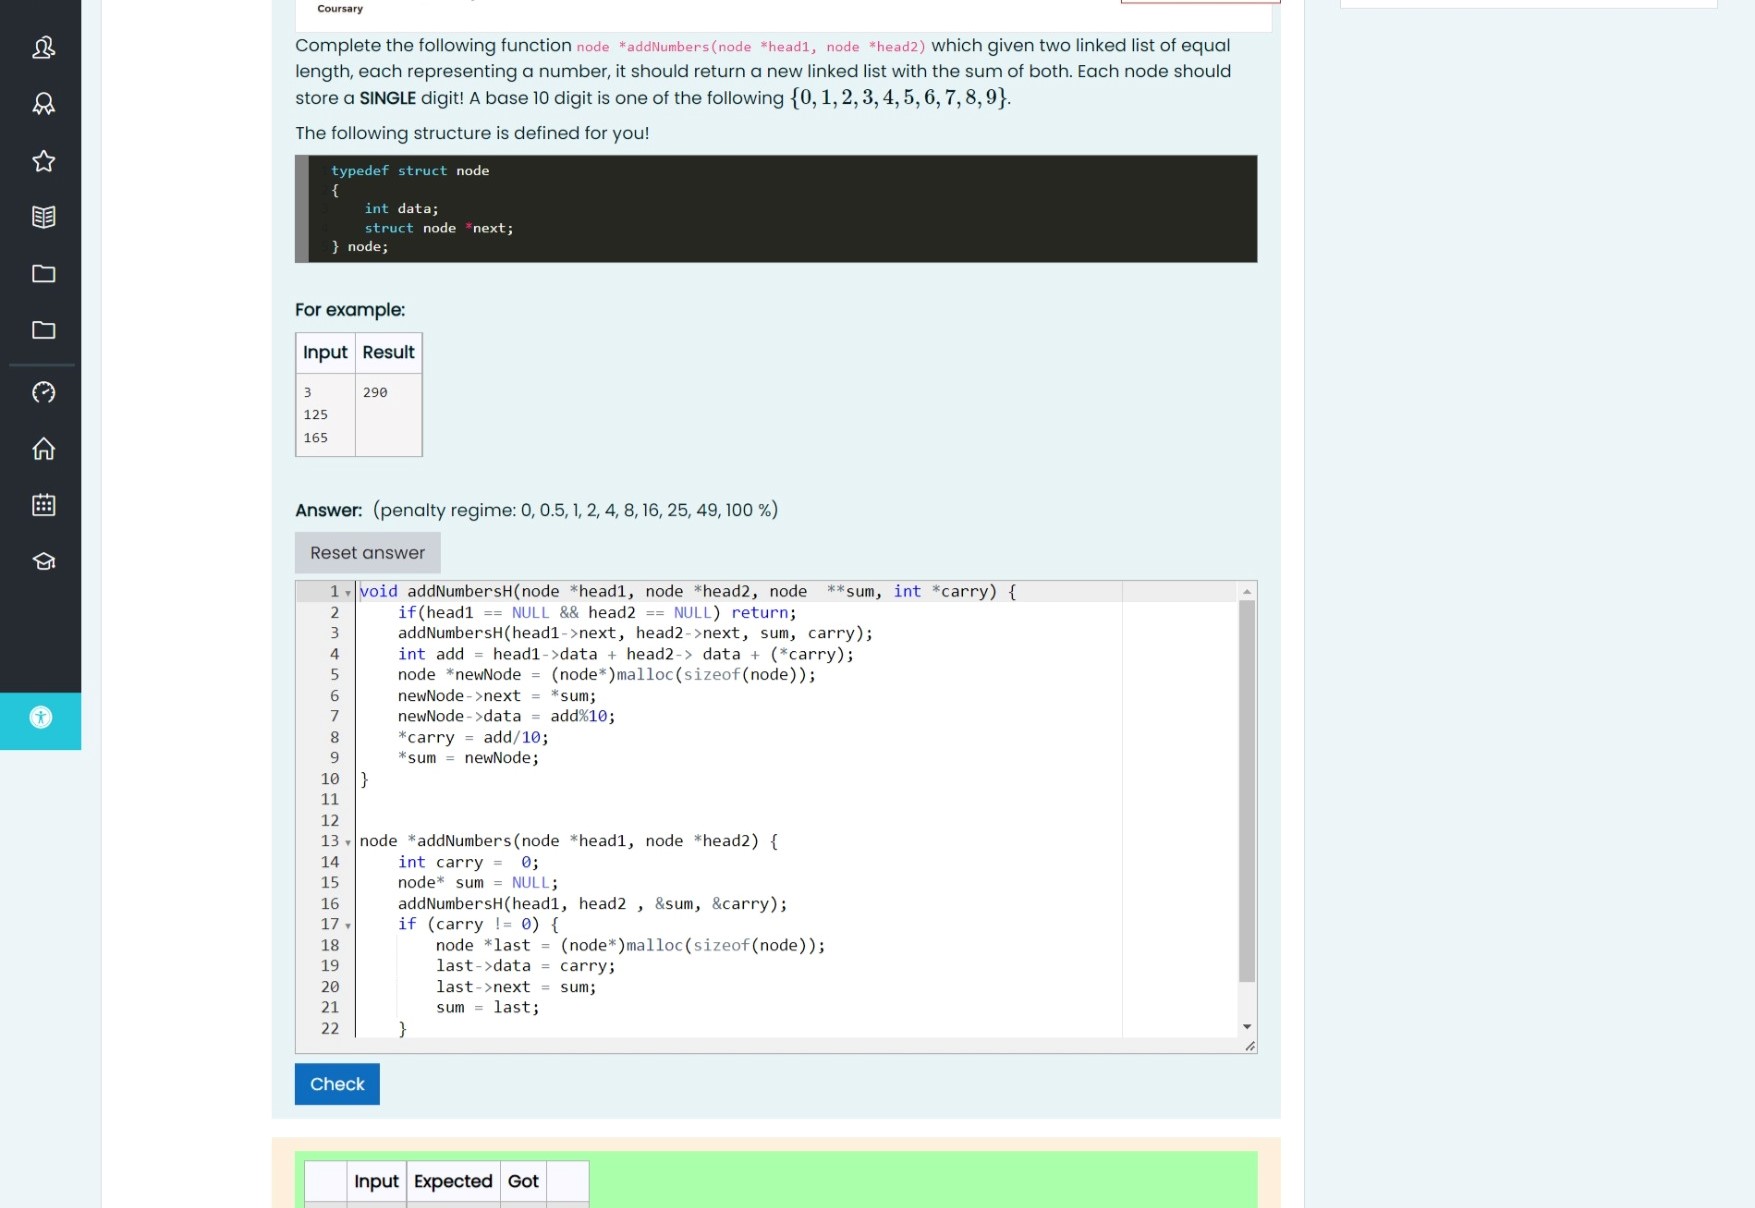 Coursary
Complete the following function node *addNumbers(node *head1, node *head2) which given two linked list of equal
length, each representing a number, it should return a new linked list with the sum of both. Each node should
store a SINGLE digit! A base 10 digit is one of the following {0, 1, 2, 3, 4, 5, 6, 7, 8, 9}.
The following structure is defined for you!
typedef struct node
{
    int data;
    struct node *next;
} node;
For example:
Input Result
3 290
125
165
Answer: (penalty regime: 0, 0.5, 1, 2, 4, 8, 16, 25, 49, 100 %)
Reset answer
1 void addNumbersH(node *head1, node *head2, node  **sum, int *carry) {
2     if(head1 == NULL && head2 == NULL) return;
3     addNumbersH(head1->next, head2->next, sum, carry);
4     int add = head1->data + head2-> data + (*carry);
5     node *newNode = (node*)malloc(sizeof(node));
6     newNode->next = *sum;
7     newNode->data = add%10;
8     *carry = add/10;
9     *sum = newNode;
10 }
11
12
13 node *addNumbers(node *head1, node *head2) {
14     int carry =  0;
15     node* sum = NULL;
16     addNumbersH(head1, head2 , &sum, &carry);
17     if (carry != 0) {
18         node *last = (node*)malloc(sizeof(node));
19         last->data = carry;
20         last->next = sum;
21         sum = last;
22     }
Check
Input Expected Got